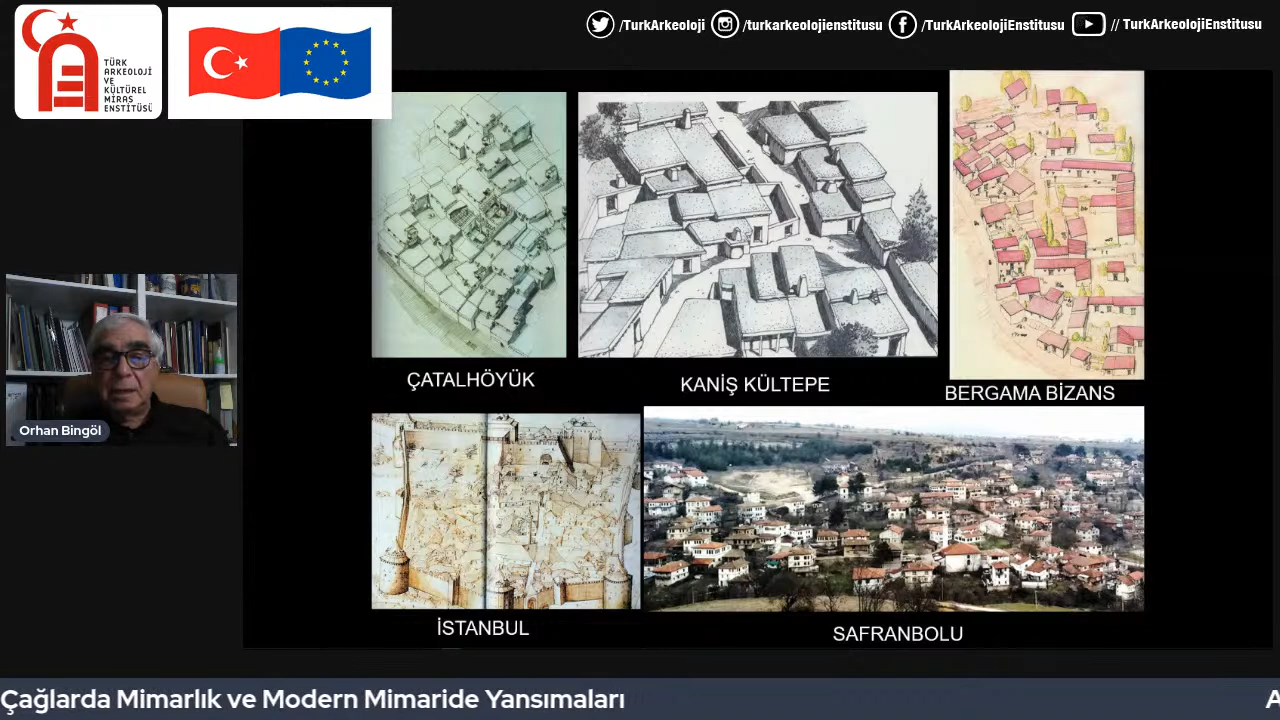 TÜRK
ARKEOLOJİ
VE
KÜLTÜREL
MİRAS
ENSTİTÜSÜ
/TurkArkeoloji
/turkarkeolojienstitusu
/TurkArkeolojiEnstitusu
// TurkArkeolojiEnstitusu
ÇATALHÖYÜK
KANİŞ KÜLTEPE
BERGAMA BİZANS
Orhan Bingöl
İSTANBUL
SAFRANBOLU
Çağlarda Mimarlık ve Modern Mimaride Yansımaları